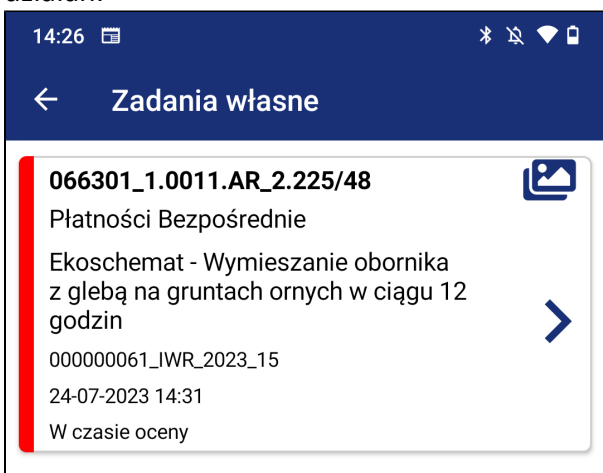 14:26
Zadania własne
066301_1.0011.AR_2.225/48
Płatności Bezpośrednie
Ekoschemat - Wymieszanie obornika
z glebą na gruntach ornych w ciągu 12
godzin
000000061_IWR_2023_15
24-07-2023 14:31
W czasie oceny